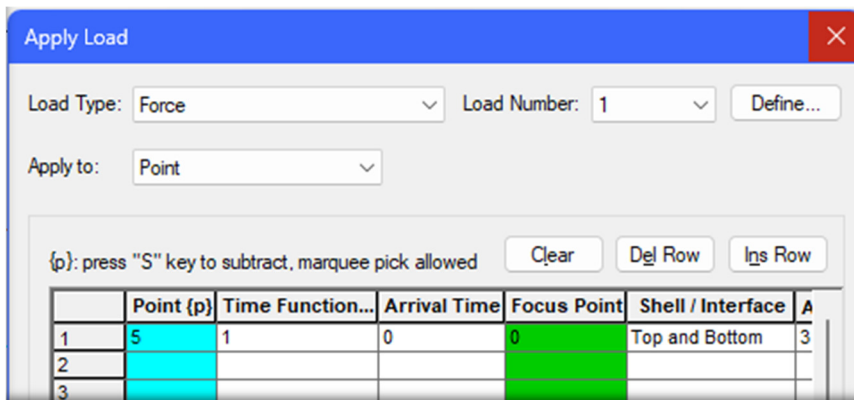 Apply Load
Load Type: Force Load Number: 1 Define...
Apply to: Point
{p}: press "S" key to subtract, marquee pick allowed Clear Del Row Ins Row
Point {p} Time Function... Arrival Time Focus Point Shell / Interface A
1 5 1 0 0 Top and Bottom 3
2
3